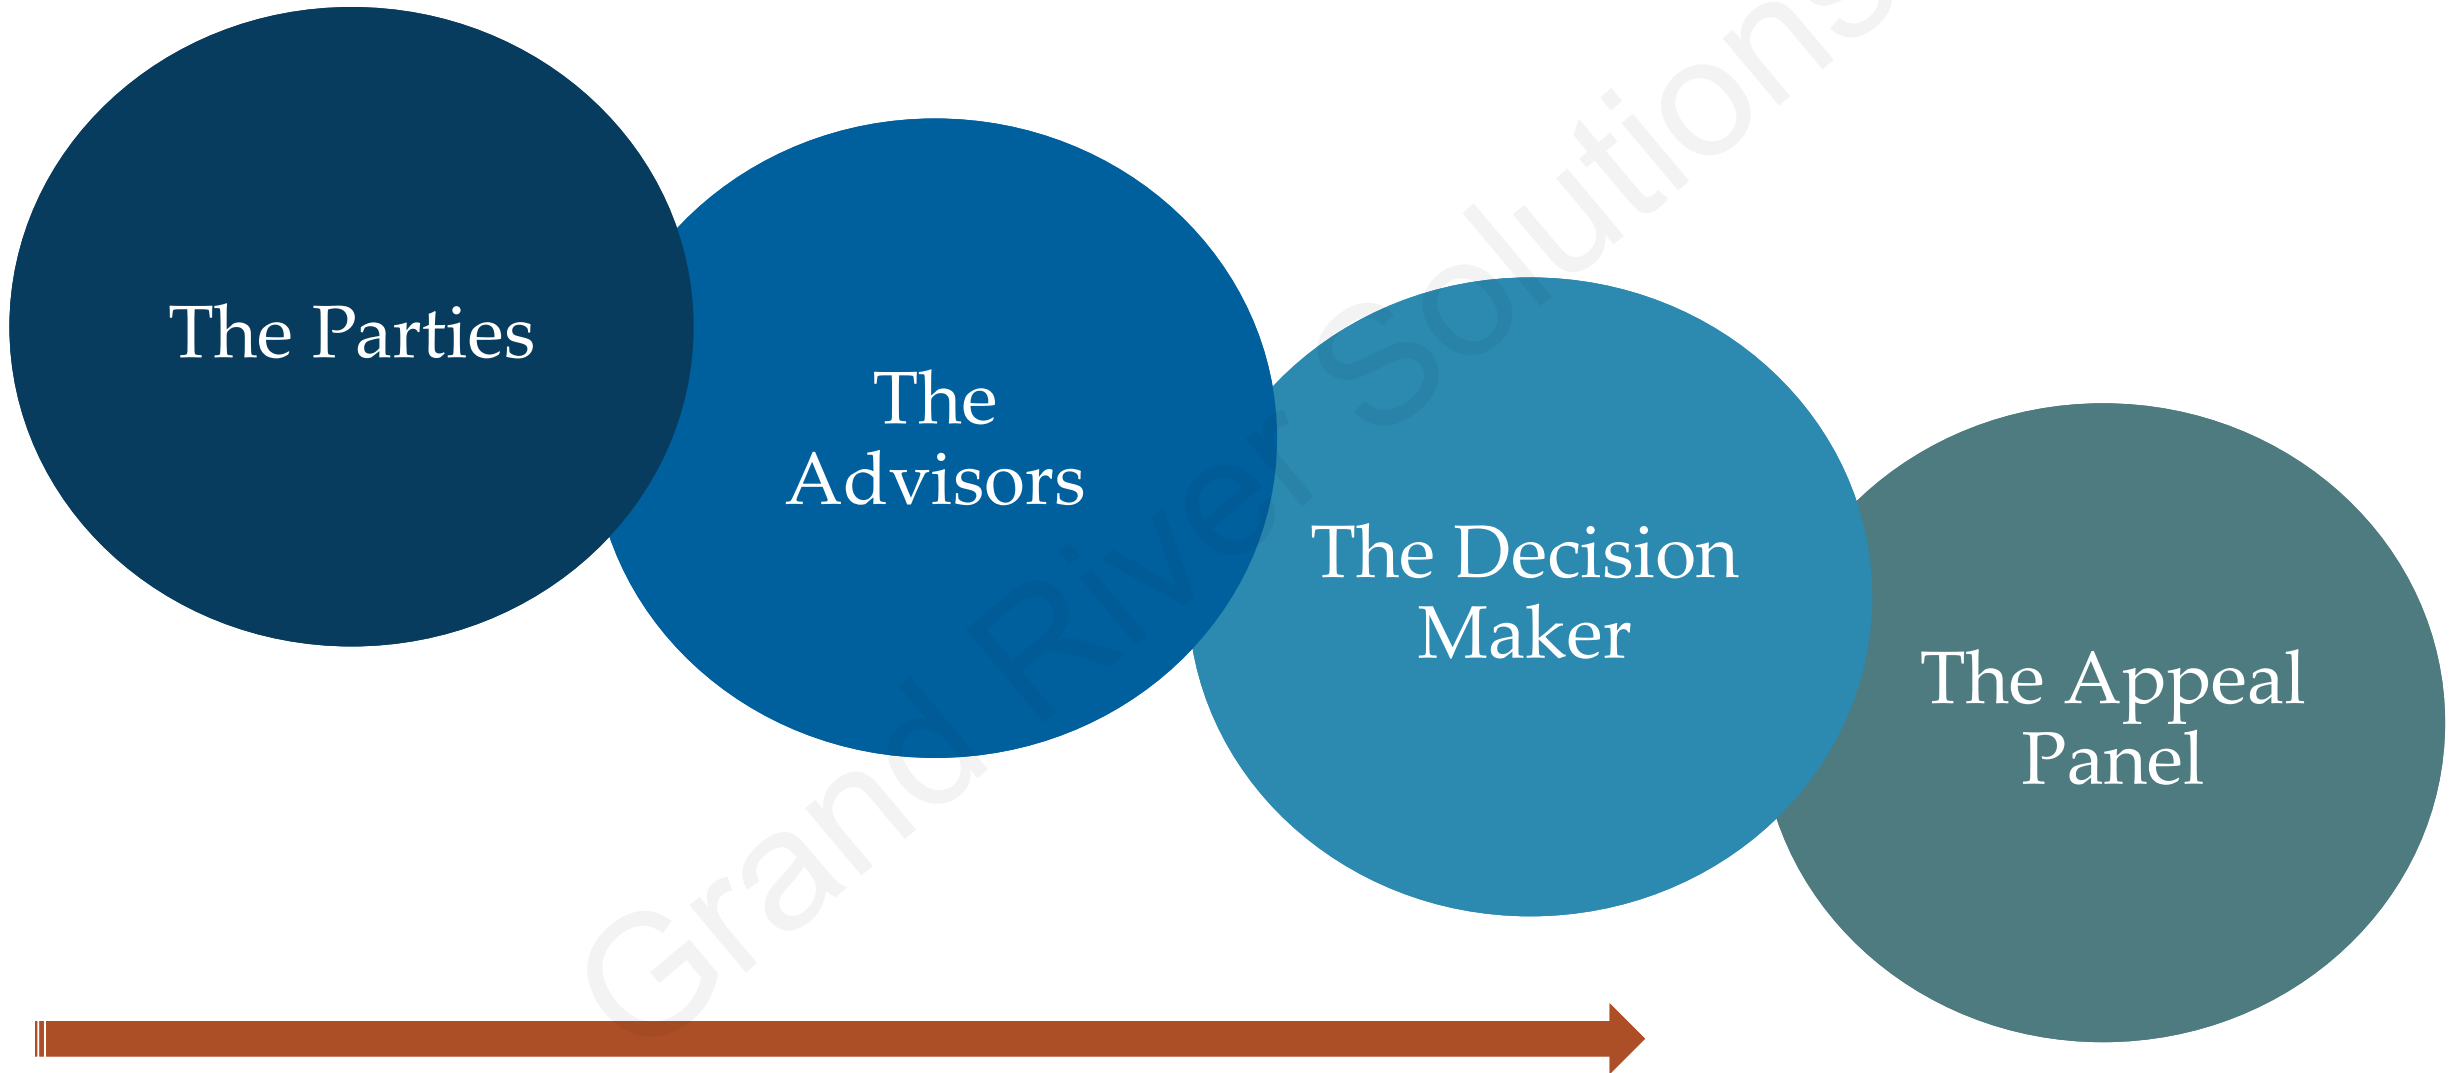 The Parties
The
Advisors
The Decision
Maker
The Appeal
Panel
Grand River Solutions